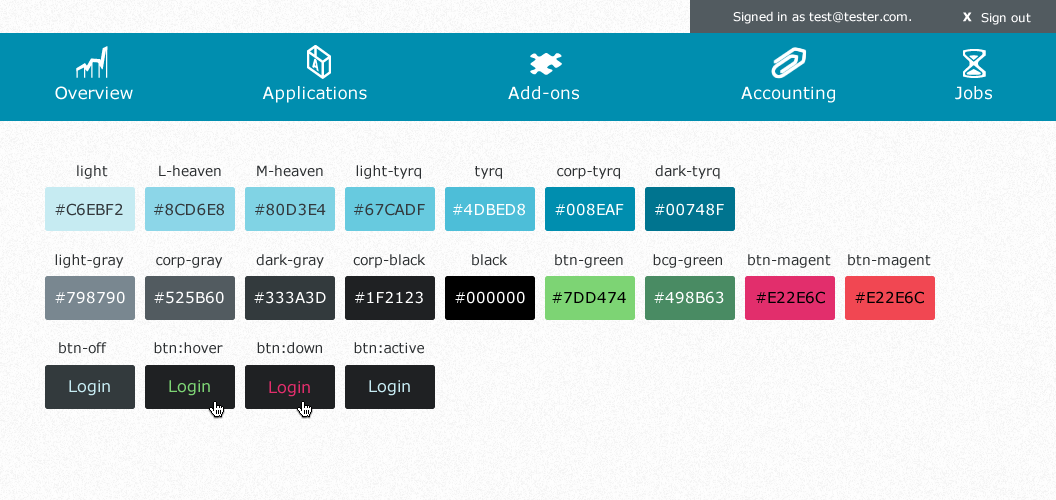 Signed in as test@tester.com. X Sign out
Overview Applications Add-ons Accounting Jobs
light L-heaven M-heaven light-tyrq tyrq corp-tyrq dark-tyrq
#C6EBF2 #8CD6E8 #80D3E4 #67CADF #4DBED8 #008EAF #00748F
light-gray corp-gray dark-gray corp-black black btn-green bcg-green btn-magent btn-magent
#798790 #525B60 #333A3D #1F2123 #000000 #7DD474 #498B63 #E22E6C #E22E6C
btn-off btn:hover btn:down btn:active
Login Login Login Login